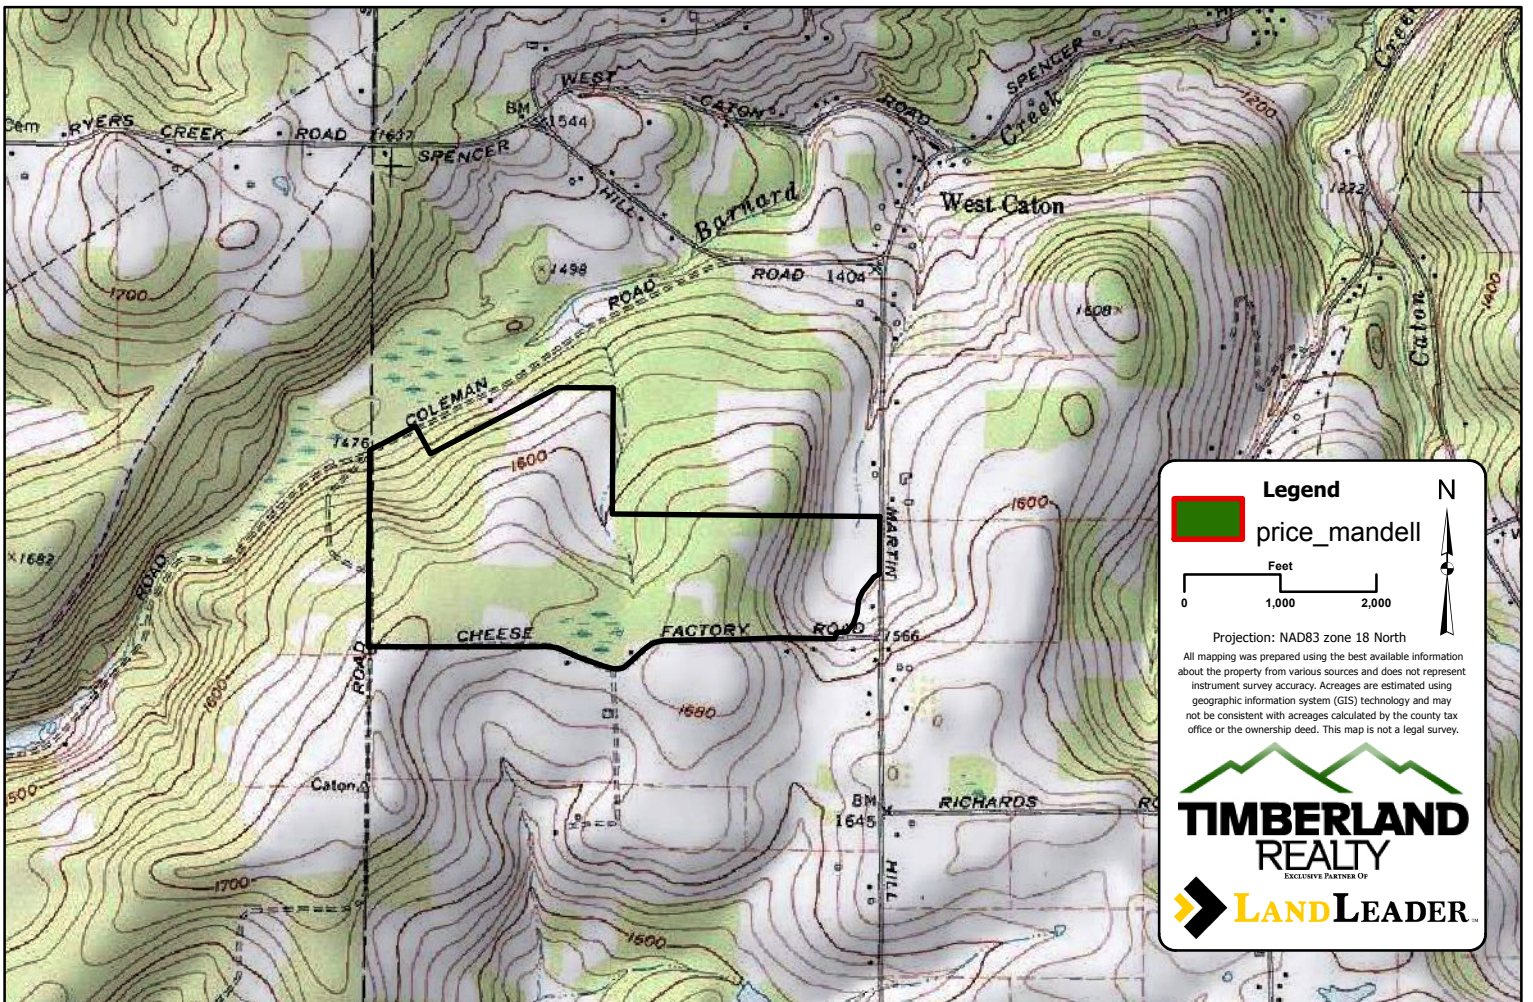 WEST
CATON
ROAD
SPENCER
Creek
Creek
1200
Cem
RYERS CREEK ROAD
1637
BM
1544
SPENCER
HILL
ROAD
1404
Barnard
West Caton
1222
1700
1498
ROAD
COLEMAN
1476
1608
1400
Caton
1600
1682
ROAD
MARTIN
1600
CHEESE FACTORY ROAD
1566
ROAD
1600
1680
Caton
1500
BM
1645
RICHARDS
HILL
1700
1600
Legend
N
price_mandell
Feet
0 1,000 2,000
Projection: NAD83 zone 18 North
All mapping was prepared using the best available information
about the property from various sources and does not represent
instrument survey accuracy. Acreages are estimated using
geographic information system (GIS) technology and may
not be consistent with acreages calculated by the county tax
office or the ownership deed. This map is not a legal survey.
TIMBERLAND
REALTY
EXCLUSIVE PARTNER OF
LANDLEADER